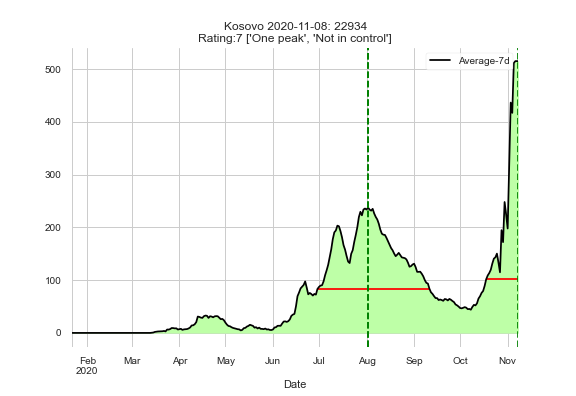 Kosovo 2020-11-08: 22934
Rating:7 ['One peak', 'Not in control']
Average-7d
500
400
300
200
100
0
Feb Mar Apr May Jun Jul Aug Sep Oct Nov
2020
Date